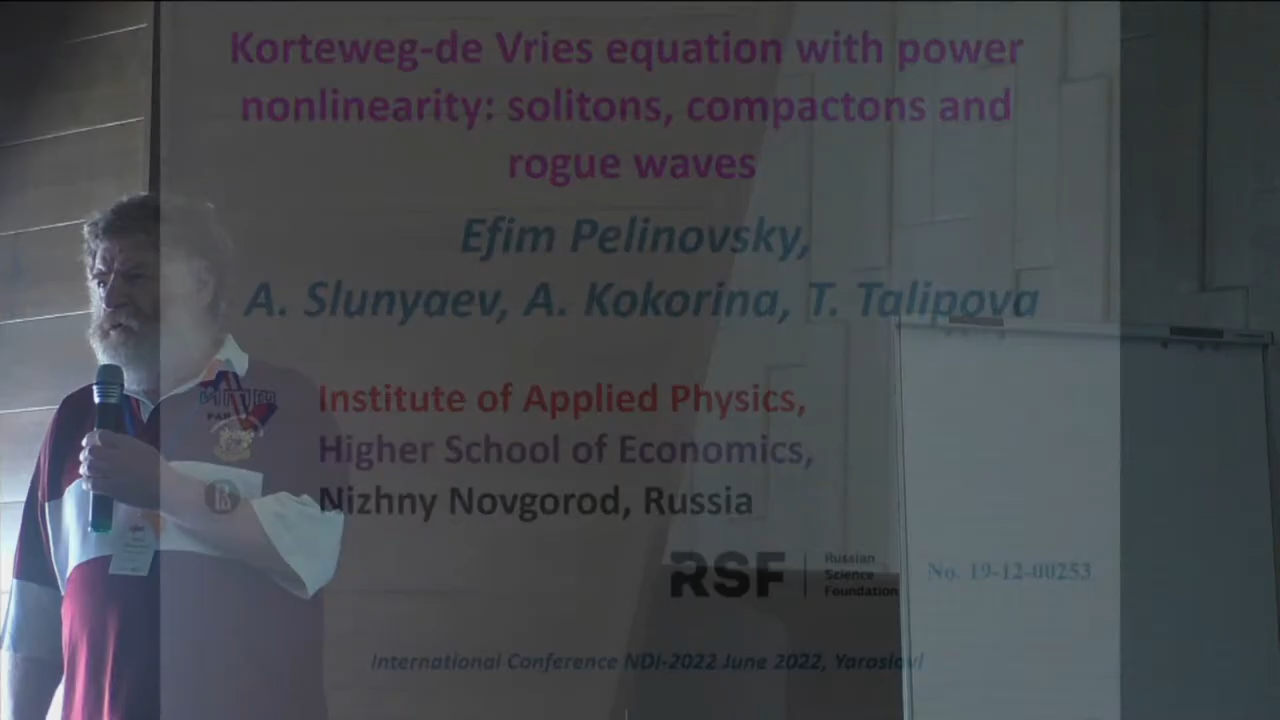 Korteweg-de Vries equation with power
nonlinearity: solitons, compactons and
rogue waves
Efim Pelinovsky,
A. Slunyaev, A. Kokorina, T. Talipova
Institute of Applied Physics,
Higher School of Economics,
Nizhny Novgorod, Russia
RSF
Russian
Science
Foundation
No. 19-12-00253
International Conference NDI-2022 June 2022, Yaroslavl